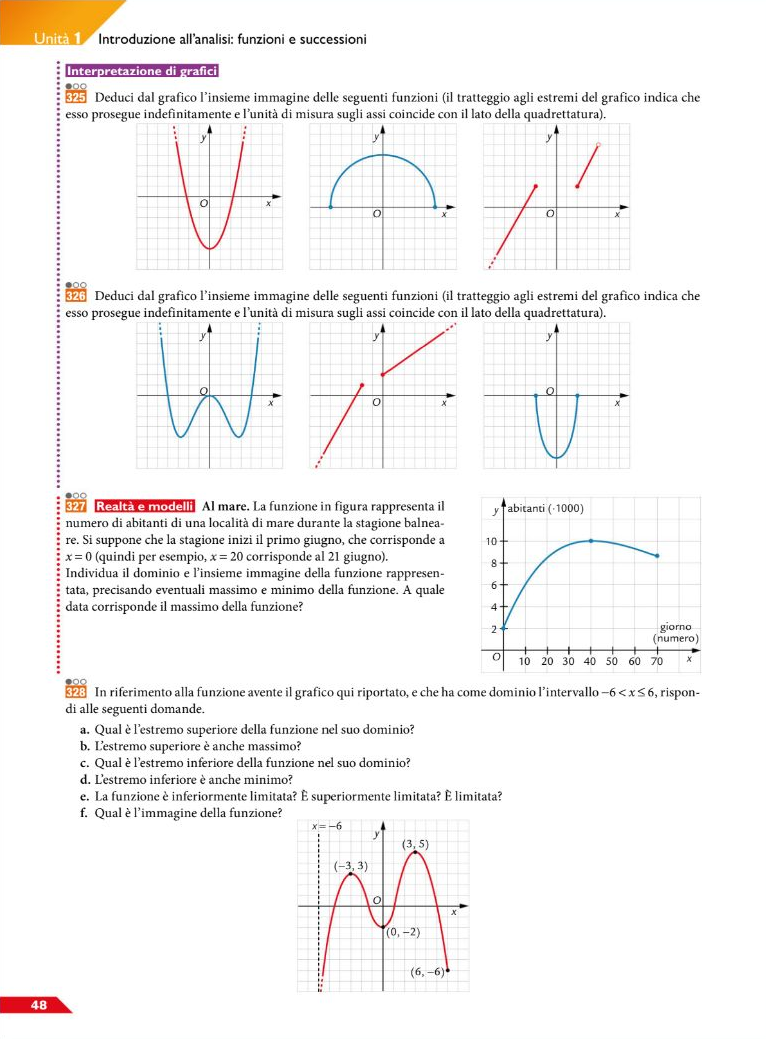 Unità 1 Introduzione all'analisi: funzioni e successioni
Interpretazione di grafici
325 Deduci dal grafico l'insieme immagine delle seguenti funzioni (il tratteggio agli estremi del grafico indica che
esso prosegue indefinitamente e l'unità di misura sugli assi coincide con il lato della quadrettatura).
y O x
y O x
y O x
326 Deduci dal grafico l'insieme immagine delle seguenti funzioni (il tratteggio agli estremi del grafico indica che
esso prosegue indefinitamente e l'unità di misura sugli assi coincide con il lato della quadrettatura).
y O x
y O x
y O x
327 Realtà e modelli Al mare. La funzione in figura rappresenta il
numero di abitanti di una località di mare durante la stagione balnea-
re. Si suppone che la stagione inizi il primo giugno, che corrisponde a
x = 0 (quindi per esempio, x = 20 corrisponde al 21 giugno).
Individua il dominio e l'insieme immagine della funzione rappresen-
tata, precisando eventuali massimo e minimo della funzione. A quale
data corrisponde il massimo della funzione?
y abitanti (·1000)
10
8
6
4
2
giorno
(numero)
O 10 20 30 40 50 60 70 x
328 In riferimento alla funzione avente il grafico qui riportato, e che ha come dominio l'intervallo −6 < x ≤ 6, rispon-
di alle seguenti domande.
a. Qual è l'estremo superiore della funzione nel suo dominio?
b. L'estremo superiore è anche massimo?
c. Qual è l'estremo inferiore della funzione nel suo dominio?
d. L'estremo inferiore è anche minimo?
e. La funzione è inferiormente limitata? È superiormente limitata? È limitata?
f. Qual è l'immagine della funzione?
x = −6
y
(3, 5)
(−3, 3)
O
x
(0, −2)
(6, −6)
48